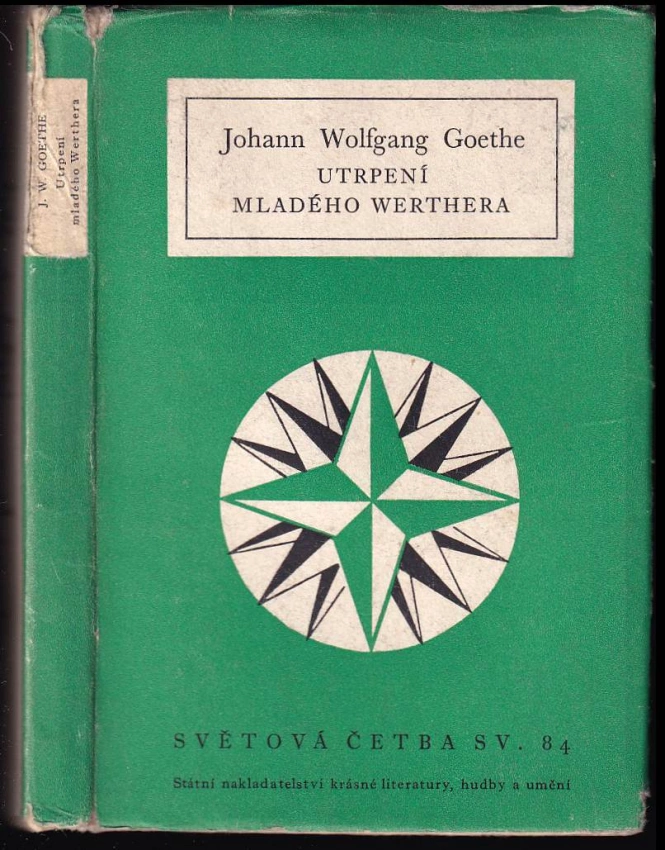 J. W. GOETHE
Utrpení
mladého Werthera
Johann Wolfgang Goethe
UTRPENÍ
MLADÉHO WERTHERA
SVĚTOVÁ ČETBA SV. 84
Státní nakladatelství krásné literatury, hudby a umění